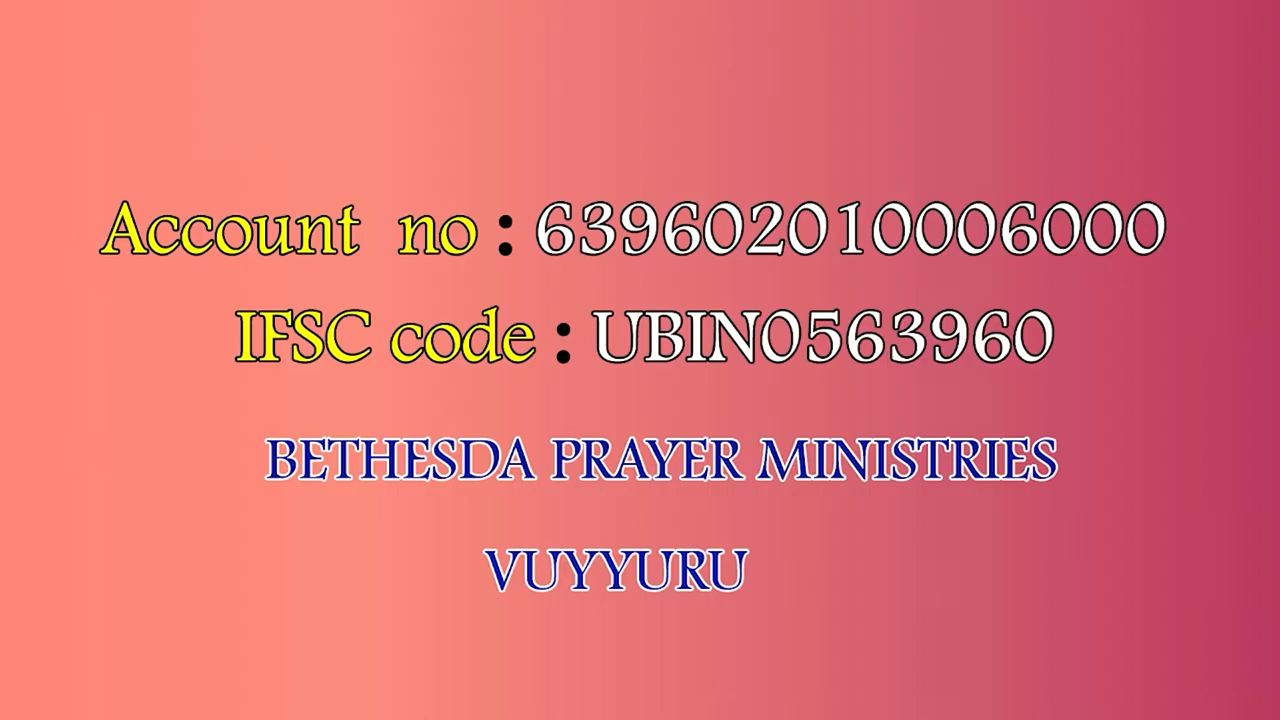 Account no : 639602010006000
IFSC code : UBIN0563960
BETHESDA PRAYER MINISTRIES
VUYYURU